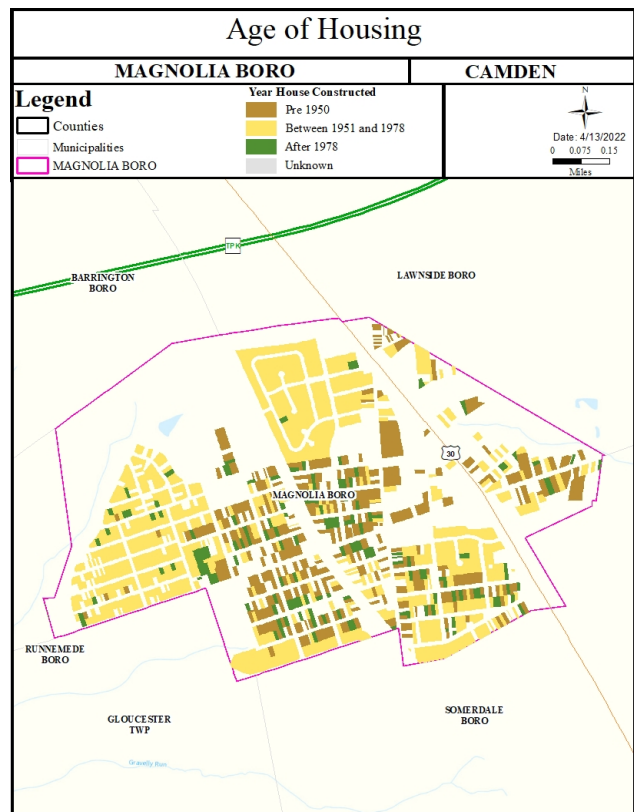 Age of Housing
MAGNOLIA BORO
CAMDEN
Legend
Counties
Municipalities
MAGNOLIA BORO
Year House Constructed
Pre 1950
Between 1951 and 1978
After 1978
Unknown
N
Date: 4/13/2022
0 0.075 0.15
Miles
TPK
BARRINGTON
BORO
LAWNSIDE BORO
30
MAGNOLIA BORO
RUNNEMEDE
BORO
GLOUCESTER
TWP
SOMERDALE
BORO
Gravelly Run